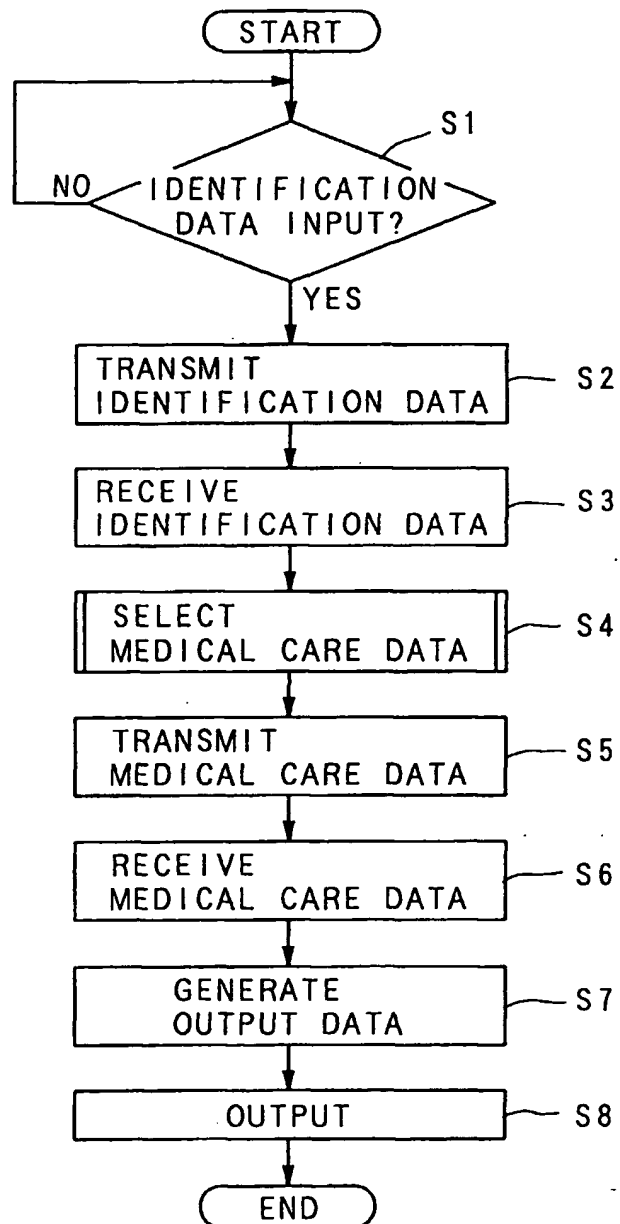 START
S1
NO
IDENTIFICATION
DATA INPUT?
YES
TRANSMIT
IDENTIFICATION DATA
S2
RECEIVE
IDENTIFICATION DATA
S3
SELECT
MEDICAL CARE DATA
S4
TRANSMIT
MEDICAL CARE DATA
S5
RECEIVE
MEDICAL CARE DATA
S6
GENERATE
OUTPUT DATA
S7
OUTPUT
S8
END